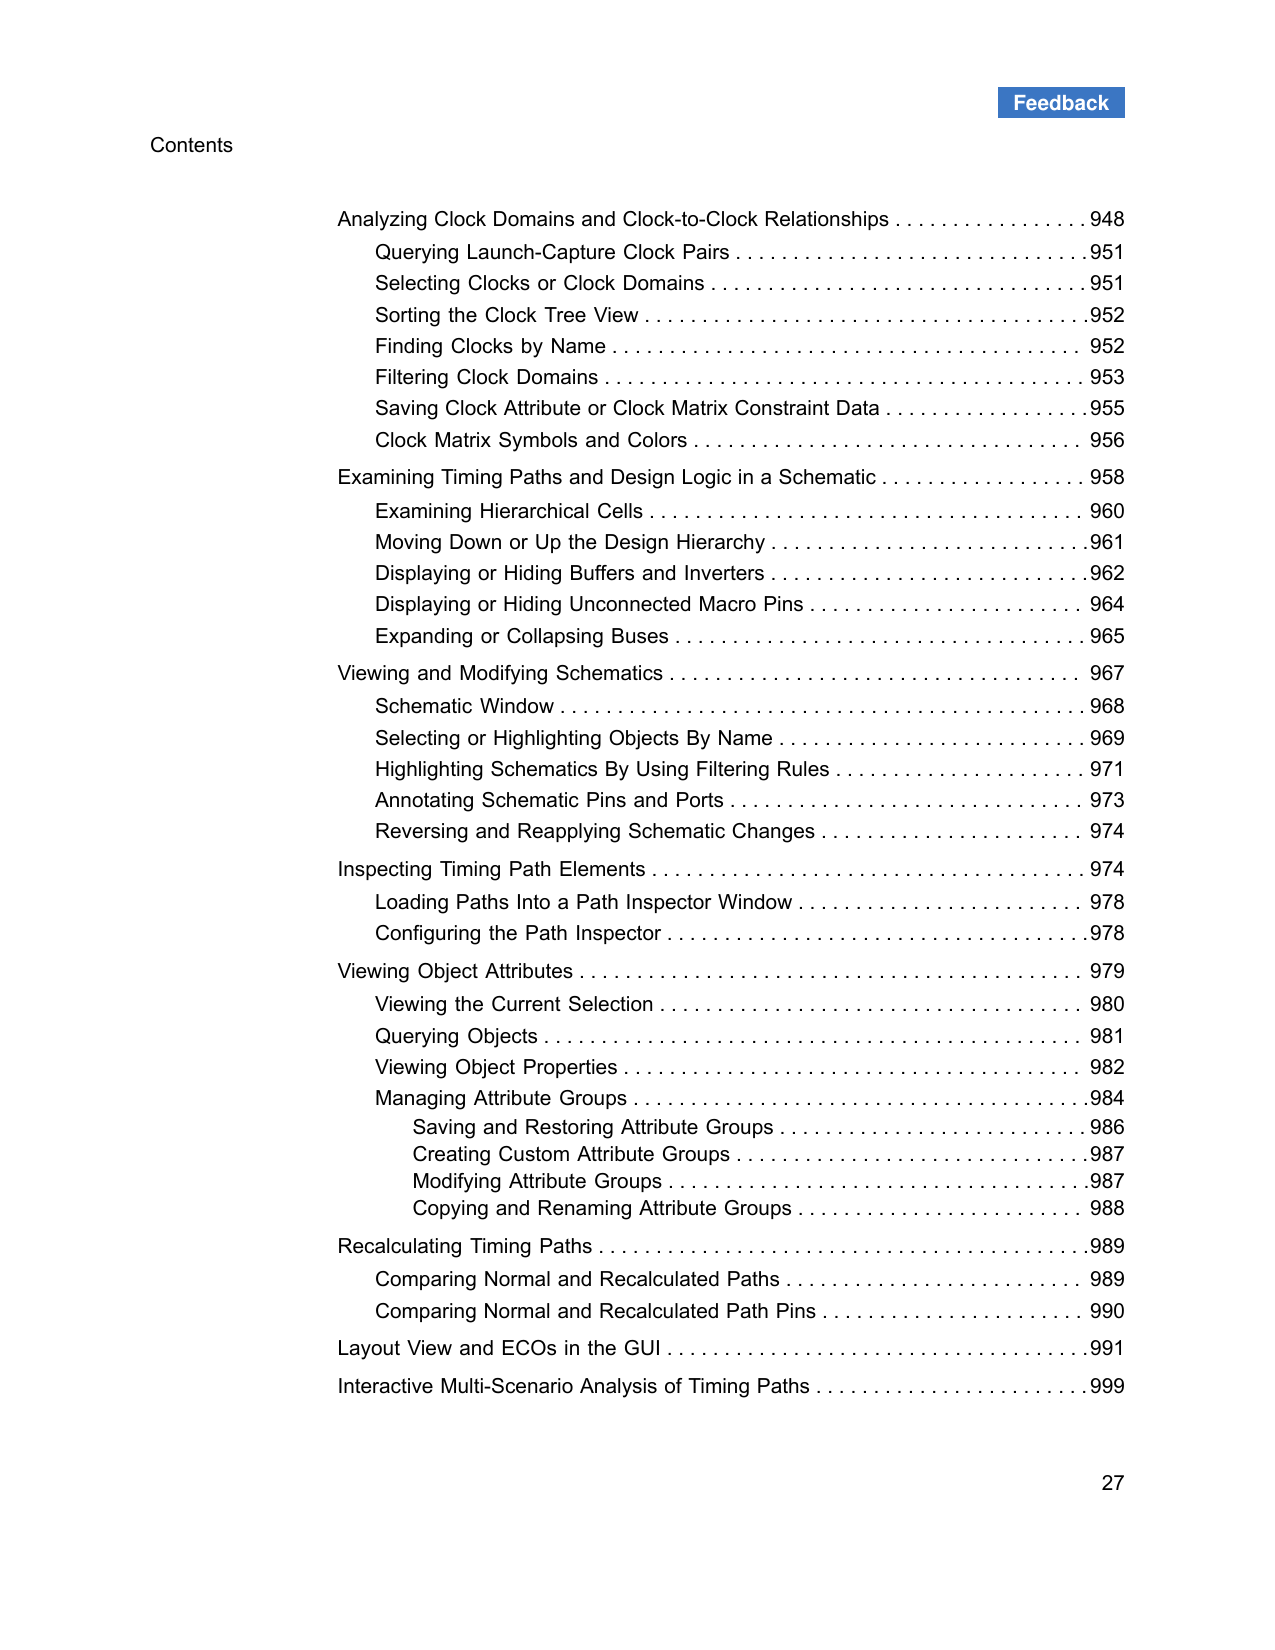 Feedback
Contents
Analyzing Clock Domains and Clock-to-Clock Relationships . . . . . . . . . . . . . . . . . 948
Querying Launch-Capture Clock Pairs . . . . . . . . . . . . . . . . . . . . . . . . . . . . . . . 951
Selecting Clocks or Clock Domains . . . . . . . . . . . . . . . . . . . . . . . . . . . . . . . . . 951
Sorting the Clock Tree View . . . . . . . . . . . . . . . . . . . . . . . . . . . . . . . . . . . . . . . 952
Finding Clocks by Name . . . . . . . . . . . . . . . . . . . . . . . . . . . . . . . . . . . . . . . . . 952
Filtering Clock Domains . . . . . . . . . . . . . . . . . . . . . . . . . . . . . . . . . . . . . . . . . . 953
Saving Clock Attribute or Clock Matrix Constraint Data . . . . . . . . . . . . . . . . . . 955
Clock Matrix Symbols and Colors . . . . . . . . . . . . . . . . . . . . . . . . . . . . . . . . . . 956
Examining Timing Paths and Design Logic in a Schematic . . . . . . . . . . . . . . . . . . 958
Examining Hierarchical Cells . . . . . . . . . . . . . . . . . . . . . . . . . . . . . . . . . . . . . . 960
Moving Down or Up the Design Hierarchy . . . . . . . . . . . . . . . . . . . . . . . . . . . . 961
Displaying or Hiding Buffers and Inverters . . . . . . . . . . . . . . . . . . . . . . . . . . . . 962
Displaying or Hiding Unconnected Macro Pins . . . . . . . . . . . . . . . . . . . . . . . . 964
Expanding or Collapsing Buses . . . . . . . . . . . . . . . . . . . . . . . . . . . . . . . . . . . . 965
Viewing and Modifying Schematics . . . . . . . . . . . . . . . . . . . . . . . . . . . . . . . . . . . . 967
Schematic Window . . . . . . . . . . . . . . . . . . . . . . . . . . . . . . . . . . . . . . . . . . . . . . 968
Selecting or Highlighting Objects By Name . . . . . . . . . . . . . . . . . . . . . . . . . . . 969
Highlighting Schematics By Using Filtering Rules . . . . . . . . . . . . . . . . . . . . . . 971
Annotating Schematic Pins and Ports . . . . . . . . . . . . . . . . . . . . . . . . . . . . . . . 973
Reversing and Reapplying Schematic Changes . . . . . . . . . . . . . . . . . . . . . . . 974
Inspecting Timing Path Elements . . . . . . . . . . . . . . . . . . . . . . . . . . . . . . . . . . . . . . 974
Loading Paths Into a Path Inspector Window . . . . . . . . . . . . . . . . . . . . . . . . . 978
Configuring the Path Inspector . . . . . . . . . . . . . . . . . . . . . . . . . . . . . . . . . . . . . 978
Viewing Object Attributes . . . . . . . . . . . . . . . . . . . . . . . . . . . . . . . . . . . . . . . . . . . . 979
Viewing the Current Selection . . . . . . . . . . . . . . . . . . . . . . . . . . . . . . . . . . . . . 980
Querying Objects . . . . . . . . . . . . . . . . . . . . . . . . . . . . . . . . . . . . . . . . . . . . . . . 981
Viewing Object Properties . . . . . . . . . . . . . . . . . . . . . . . . . . . . . . . . . . . . . . . . 982
Managing Attribute Groups . . . . . . . . . . . . . . . . . . . . . . . . . . . . . . . . . . . . . . . . 984
Saving and Restoring Attribute Groups . . . . . . . . . . . . . . . . . . . . . . . . . . . 986
Creating Custom Attribute Groups . . . . . . . . . . . . . . . . . . . . . . . . . . . . . . . 987
Modifying Attribute Groups . . . . . . . . . . . . . . . . . . . . . . . . . . . . . . . . . . . . . 987
Copying and Renaming Attribute Groups . . . . . . . . . . . . . . . . . . . . . . . . . 988
Recalculating Timing Paths . . . . . . . . . . . . . . . . . . . . . . . . . . . . . . . . . . . . . . . . . . . 989
Comparing Normal and Recalculated Paths . . . . . . . . . . . . . . . . . . . . . . . . . . 989
Comparing Normal and Recalculated Path Pins . . . . . . . . . . . . . . . . . . . . . . . 990
Layout View and ECOs in the GUI . . . . . . . . . . . . . . . . . . . . . . . . . . . . . . . . . . . . . 991
Interactive Multi-Scenario Analysis of Timing Paths . . . . . . . . . . . . . . . . . . . . . . . . 999
27